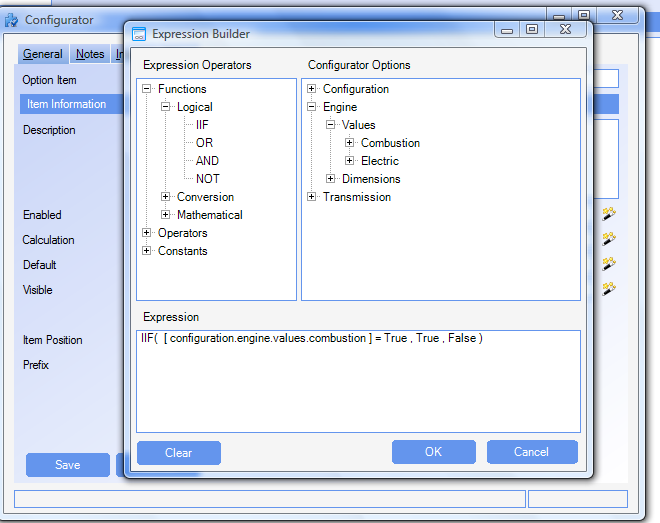 Configurator
General Notes
Option Item
Item Information
Description
Enabled
Calculation
Default
Visible
Item Position
Prefix
Save
Expression Builder
Expression Operators
Functions
Logical
IIF
OR
AND
NOT
Conversion
Mathematical
Operators
Constants
Configurator Options
Configuration
Engine
Values
Combustion
Electric
Dimensions
Transmission
Expression
IIF( [ configuration.engine.values.combustion ] = True , True , False )
Clear OK Cancel